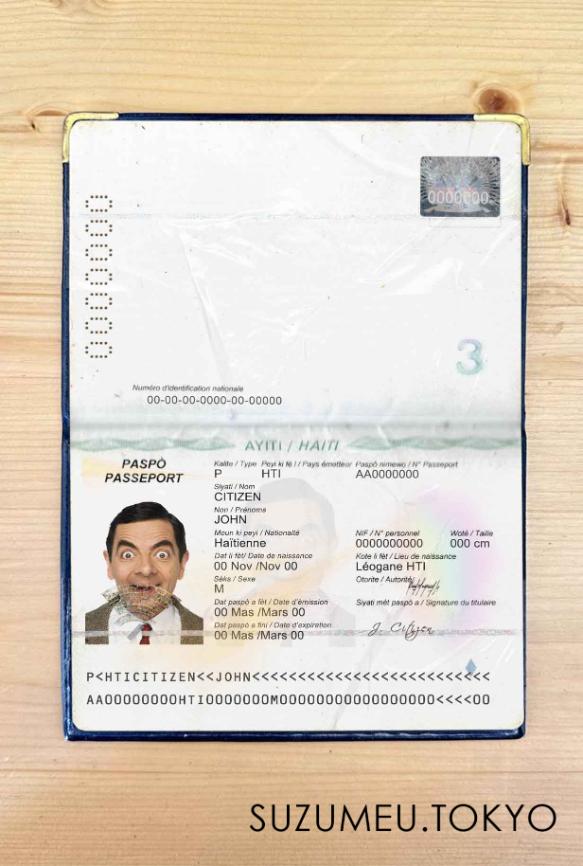 0000000
0000000
3
Numéro d'identification nationale
00-00-00-0000-00-00000
AYITI / HAITI
PASPÒ
PASSEPORT
Kalite / Type Peyi ki fè l / Pays émetteur Paspò nimewo / N° Passeport
P HTI AA0000000
Siyati / Nom
CITIZEN
Non / Prénoms
JOHN
Moun ki peyi / Nationalité NIF / N° personnel Wotè / Taille
Haïtienne 0000000000 000 cm
Dat li fèt/ Date de naissance Kote li fèt / Lieu de naissance
00 Nov /Nov 00 Léogane HTI
Sèks / Sexe Otorite / Autorité
M
Dat paspò a fèt / Date d'émission Siyati mèt paspò a / Signature du titulaire
00 Mas /Mars 00
Dat paspò a fini / Date d'expiration J. Citizen
00 Mas /Mars 00
P<HTICITIZEN<<JOHN<<<<<<<<<<<<<<<<<<<<<<<<<<
AA00000000HTI0000000M00000000000000000<<<<00
SUZUMEU.TOKYO